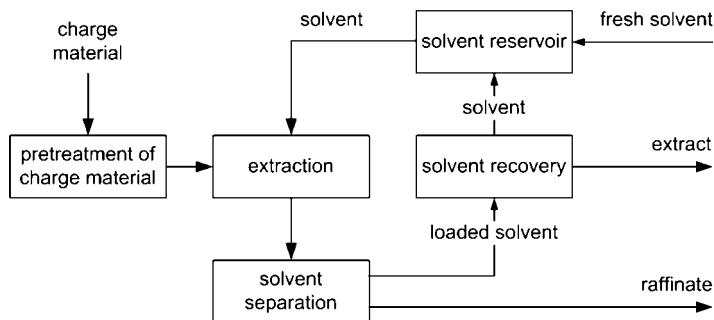 charge
material
solvent
solvent reservoir
fresh solvent
solvent
pretreatment of
charge material
extraction
solvent recovery
extract
loaded solvent
solvent
separation
raffinate